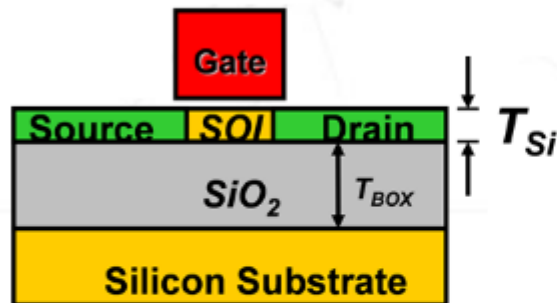 Gate
Source SOI Drain
T_Si
SiO₂ T_BOX
Silicon Substrate